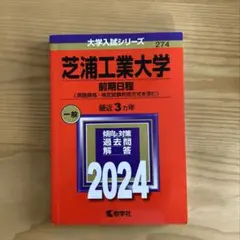 大学入試シリーズ
274
芝浦工業大学
前期日程
〈英語資格・検定試験利用方式を含む〉
最近3カ年
一般
傾向と対策
過去問
解答
2024
教学社